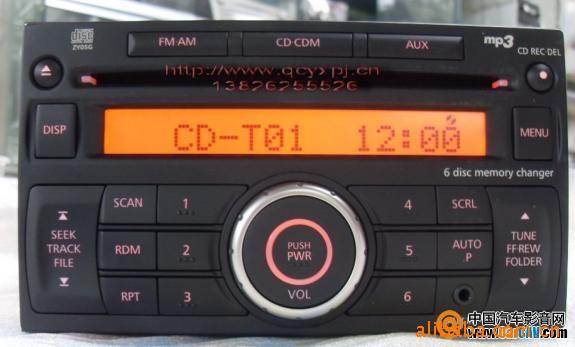 disc
ZY05G
FM·AM
CD·CDM
AUX
mp3
CD REC·DEL
http://www.qcyxpj.cn
13826255526
DISP
CD-T01 12:00
MENU
6 disc memory changer
SCAN
1
4
SCRL
SEEK
TRACK
FILE
RDM
2
PUSH
PWR
5
AUTO
.P
TUNE
FF·REW
FOLDER
RPT
3
VOL
6
中国汽车影音网